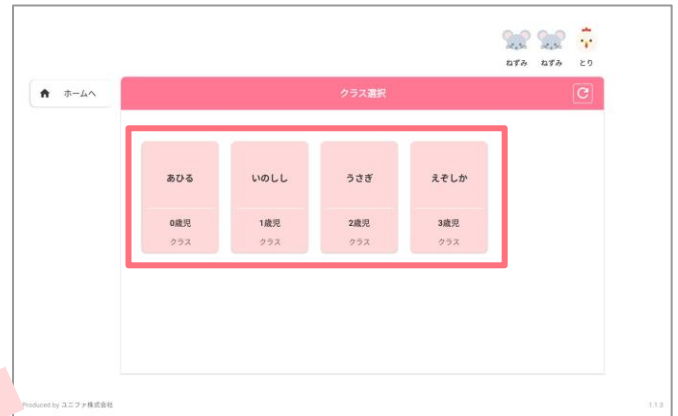 ねずみ ねずみ とり
ホームへ クラス選択
あひる いのしし うさぎ えぞしか
0歳児 1歳児 2歳児 3歳児
クラス クラス クラス クラス
Produced by ユニファ株式会社 1.1.3